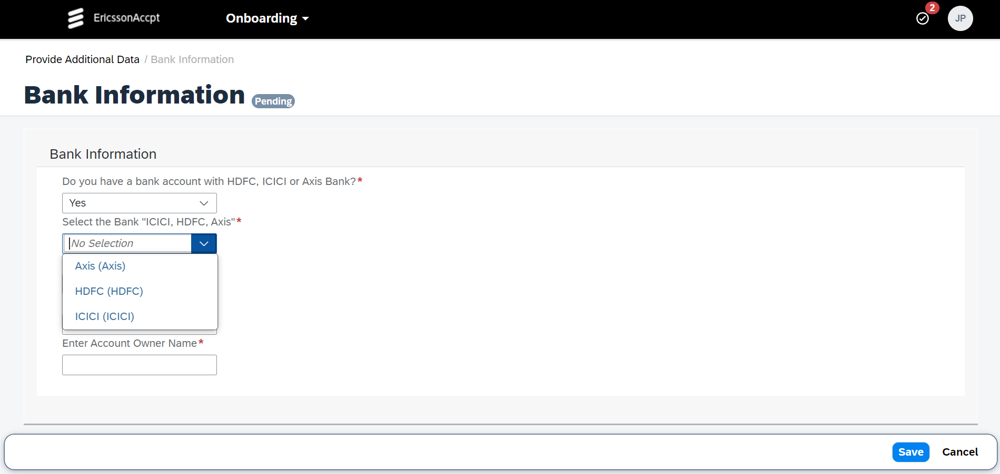 EricssonAccpt
Onboarding
2
JP
Provide Additional Data / Bank Information
Bank Information Pending
Bank Information
Do you have a bank account with HDFC, ICICI or Axis Bank?*
Yes
Select the Bank "ICICI, HDFC, Axis"*
No Selection
Axis (Axis)
HDFC (HDFC)
ICICI (ICICI)
Enter Account Owner Name*
Save Cancel